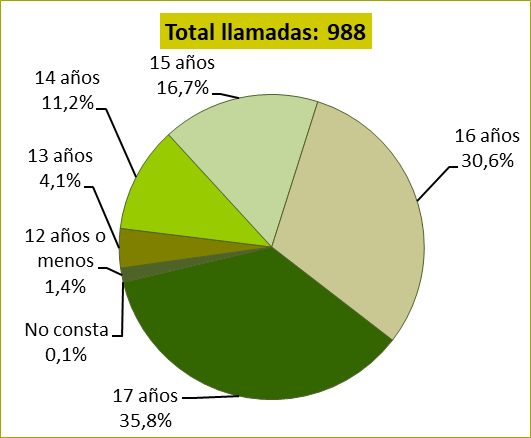 Total llamadas: 988
15 años
16,7%
14 años
11,2%
16 años
30,6%
13 años
4,1%
12 años o
menos
1,4%
No consta
0,1%
17 años
35,8%